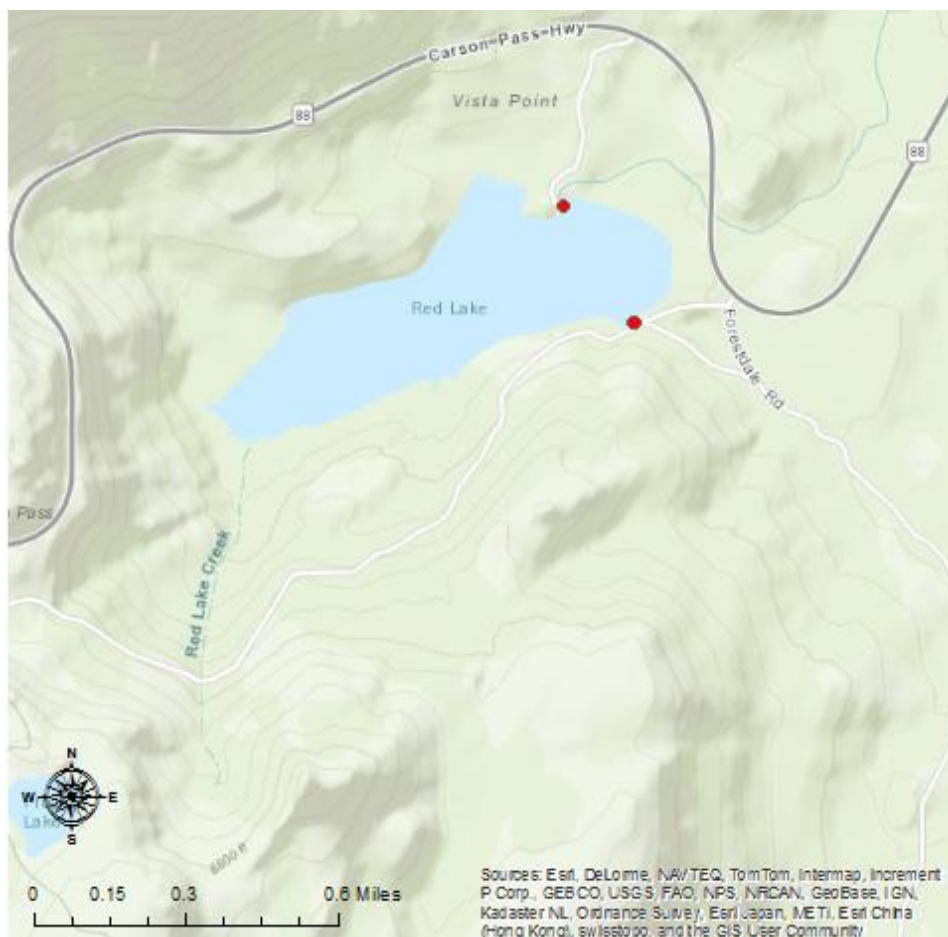 Carson-Pass-Hwy
88
Vista Point
88
Red Lake
Forestdale Rd
Pass
Red Lake Creek
N
W E
Lake
S
8800 ft
0 0.15 0.3 0.6 Miles
Sources: Esri, DeLorme, NAVTEQ, TomTom, Intermap, Increment
P Corp., GEBCO, USGS, FAO, NPS, NRCAN, GeoBase, IGN,
Kadaster NL, Ordnance Survey, Esri Japan, METI, Esri China
(Hong Kong), swisstopo, and the GIS User Community